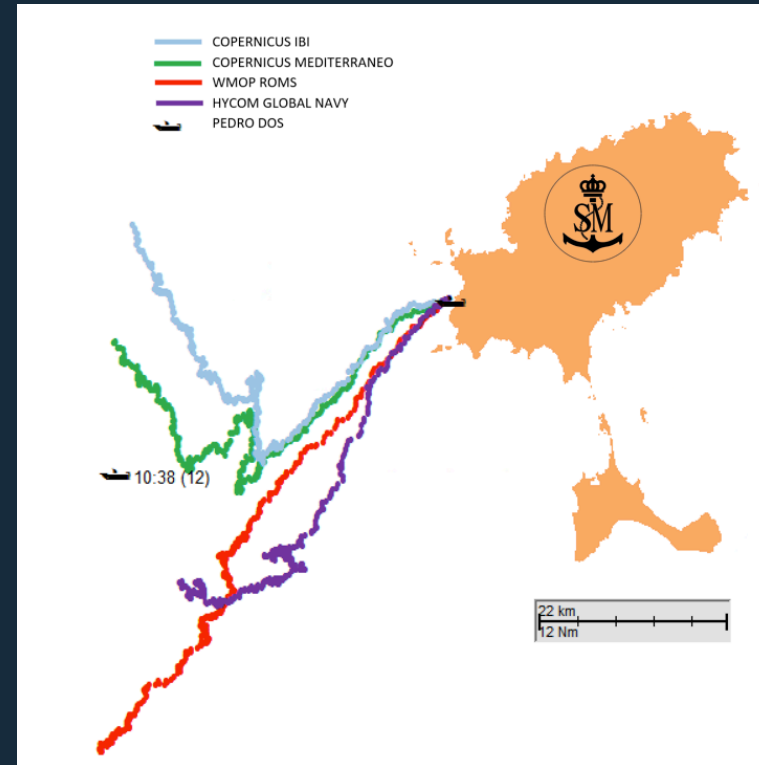 COPERNICUS IBI
COPERNICUS MEDITERRANEO
WMOP ROMS
HYCOM GLOBAL NAVY
PEDRO DOS
SM
10:38 (12)
22 km
12 Nm